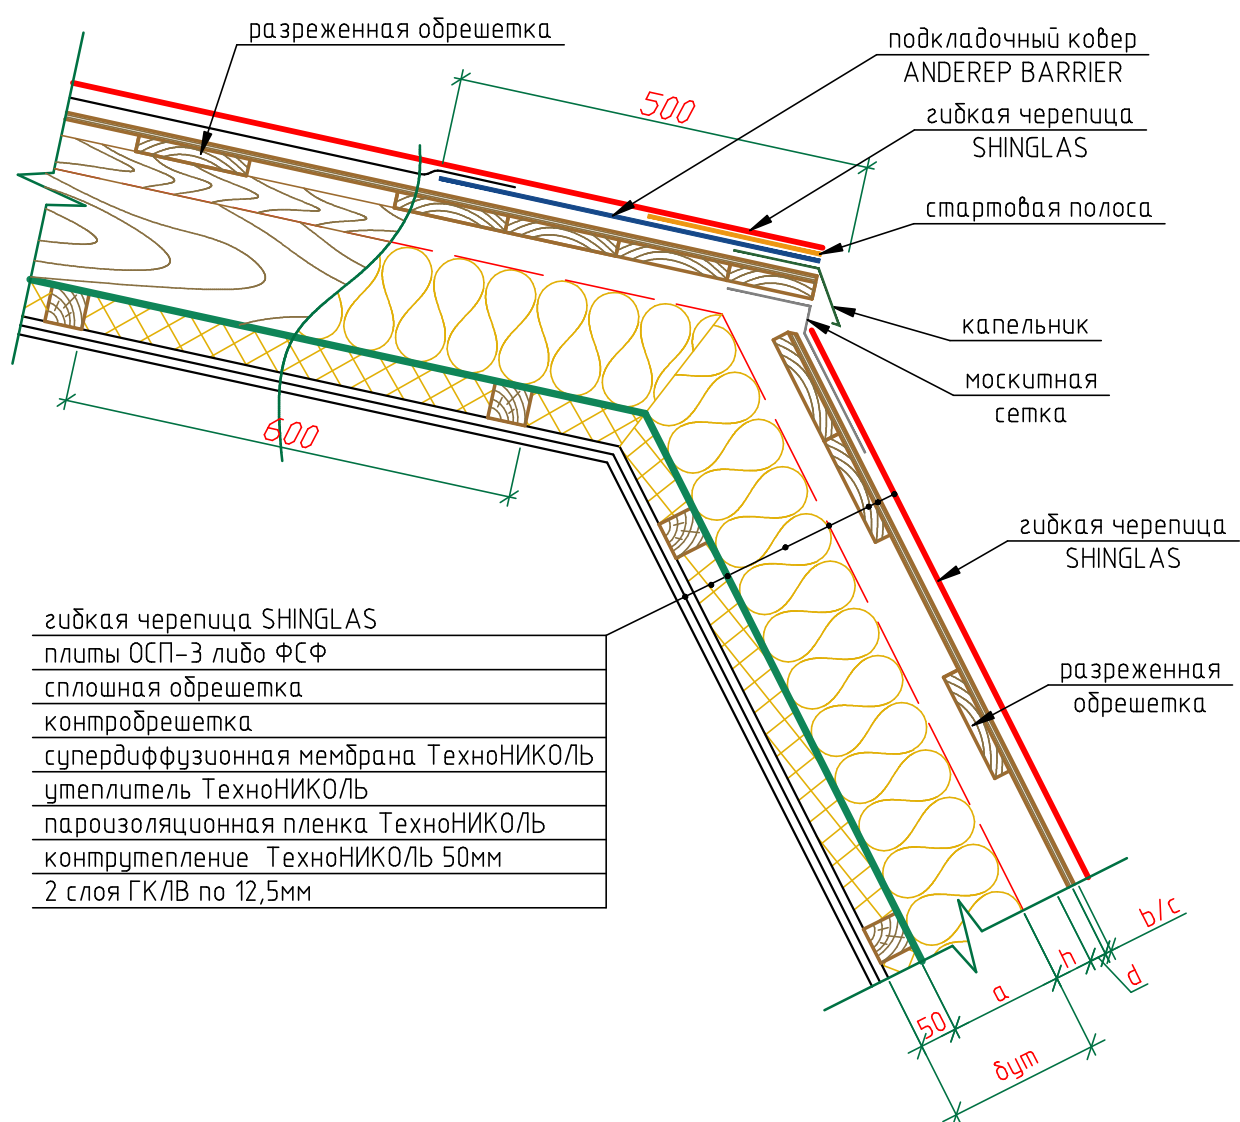 разреженная обрешетка
подкладочный ковер
ANDEREP BARRIER
500
гибкая черепица
SHINGLAS
стартовая полоса
капельник
москитная
сетка
600
гибкая черепица
SHINGLAS
гибкая черепица SHINGLAS
плиты ОСП-3 либо ФСФ
сплошная обрешетка
контробрешетка
супердиффузионная мембрана ТехноНИКОЛЬ
утеплитель ТехноНИКОЛЬ
пароизоляционная пленка ТехноНИКОЛЬ
контрутепление ТехноНИКОЛЬ 50мм
2 слоя ГКЛВ по 12,5мм
разреженная
обрешетка
b/c
h
d
a
50
бут